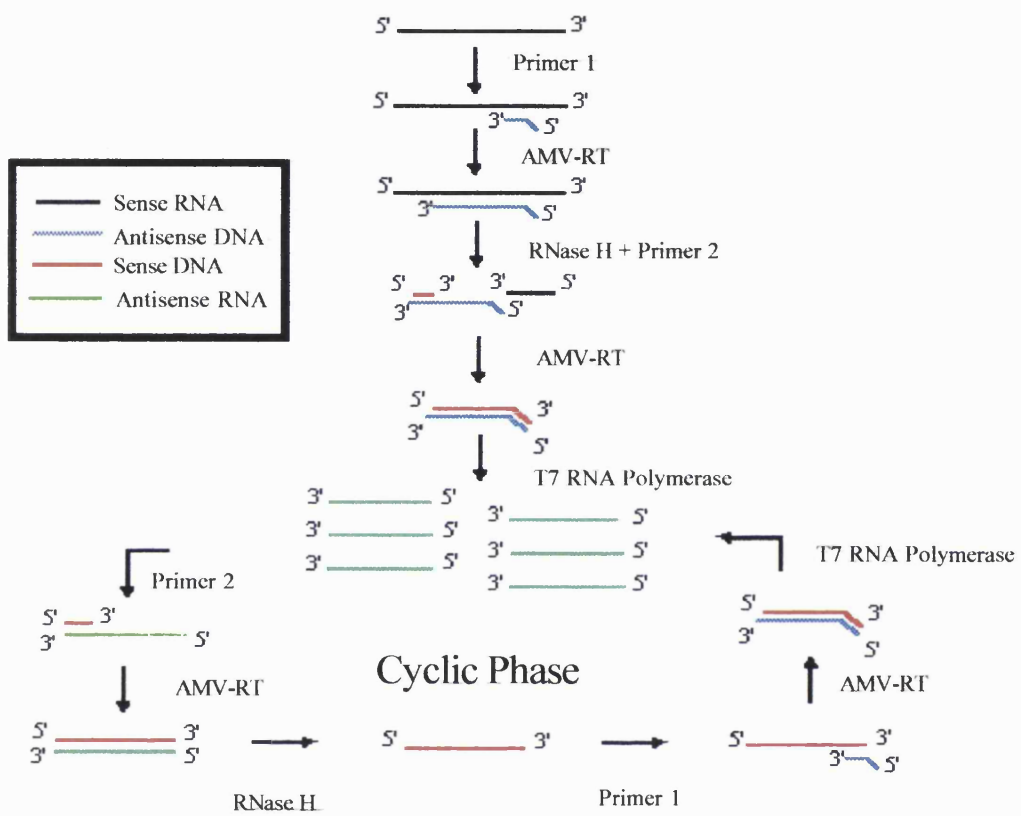 5' 3'
Primer 1
5' 3'
3' 5'
AMV-RT
5' 3'
3' 5'
Sense RNA
Antisense DNA
Sense DNA
Antisense RNA
RNase H + Primer 2
5' 3' 3' 5'
3' 5'
AMV-RT
5' 3'
3' 5'
T7 RNA Polymerase
3' 5' 3' 5'
3' 5' 3' 5'
3' 5' 3' 5'
T7 RNA Polymerase
Primer 2
5' 3'
3' 5'
5' 3'
3' 5'
Cyclic Phase
AMV-RT
AMV-RT
5' 3'
3' 5'
5' 3'
5' 3'
3' 5'
RNase H
Primer 1